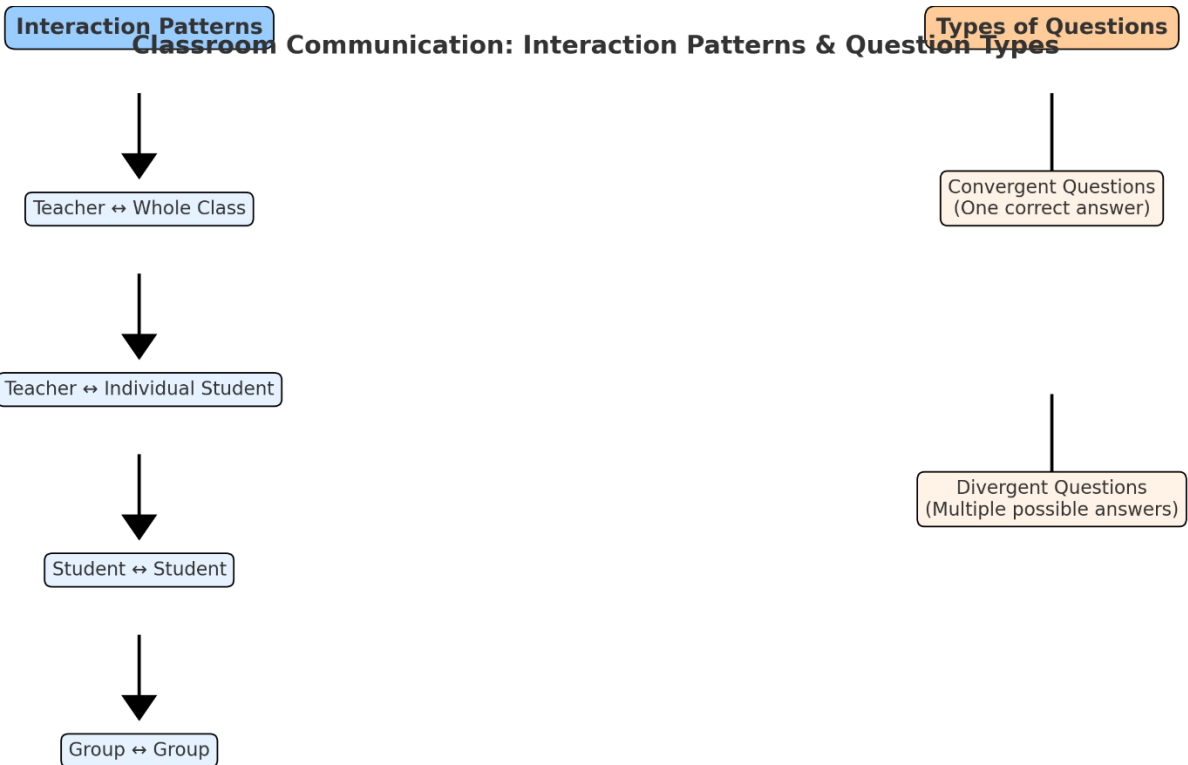 Classroom Communication: Interaction Patterns & Question Types
Interaction Patterns
Teacher ↔ Whole Class
Teacher ↔ Individual Student
Student ↔ Student
Group ↔ Group
Types of Questions
Convergent Questions
(One correct answer)
Divergent Questions
(Multiple possible answers)